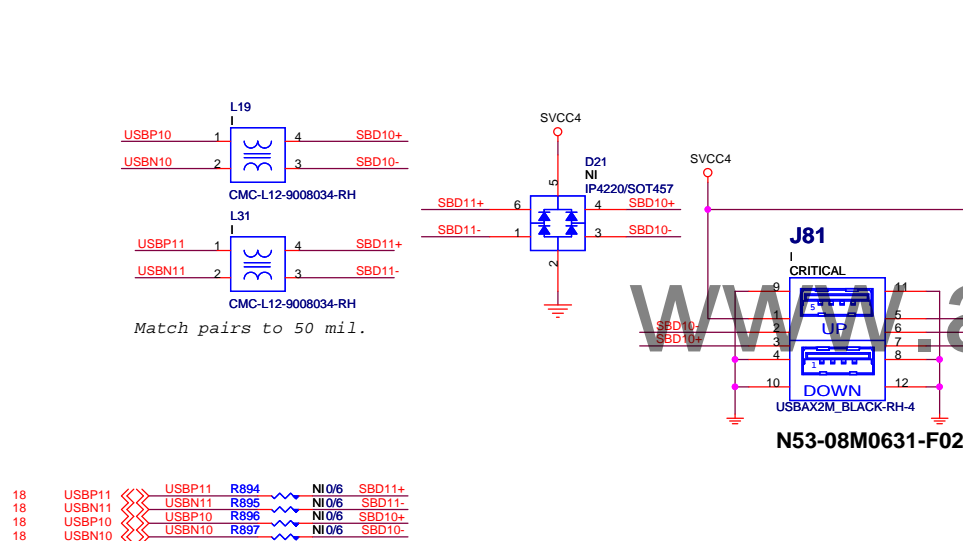 L19
I
USBP10 1 4 SBD10+
USBN10 2 3 SBD10-
CMC-L12-9008034-RH
L31
I
USBP11 1 4 SBD11+
USBN11 2 3 SBD11-
CMC-L12-9008034-RH
Match pairs to 50 mil.
SVCC4
D21
NI
IP4220/SOT457
5
SBD11+ 6 4 SBD10+
SBD11- 1 3 SBD10-
2
SVCC4
J81
I
CRITICAL
9 11
1 5 5
SBD10- 2 UP 6
SBD10+ 3 7
4 1 8
10 DOWN 12
USBAX2M_BLACK-RH-4
N53-08M0631-F02
www.a
18 USBP11 USBP11 R894 NI 0/6 SBD11+
18 USBN11 USBN11 R895 NI 0/6 SBD11-
18 USBP10 USBP10 R896 NI 0/6 SBD10+
18 USBN10 USBN10 R897 NI 0/6 SBD10-